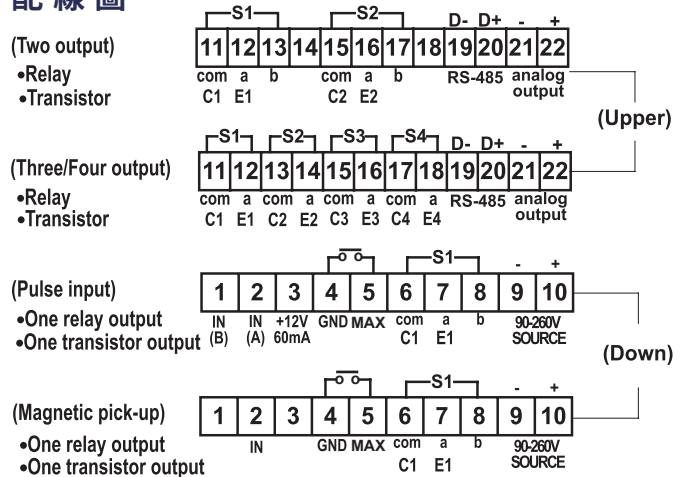 配線圖
S1 S2
D- D+ - +
(Two output) 11 12 13 14 15 16 17 18 19 20 21 22
•Relay com a b com a b RS-485 analog output
•Transistor C1 E1 C2 E2
(Upper)
S1 S2 S3 S4 D- D+ - +
(Three/Four output) 11 12 13 14 15 16 17 18 19 20 21 22
•Relay com a com a com a com a RS-485 analog output
•Transistor C1 E1 C2 E2 C3 E3 C4 E4
S1 - +
(Pulse input) 1 2 3 4 5 6 7 8 9 10
•One relay output IN IN +12V GND MAX com a b 90-260V
•One transistor output (B) (A) 60mA C1 E1 SOURCE
(Down)
S1 - +
(Magnetic pick-up) 1 2 3 4 5 6 7 8 9 10
•One relay output IN GND MAX com a b 90-260V
•One transistor output C1 E1 SOURCE